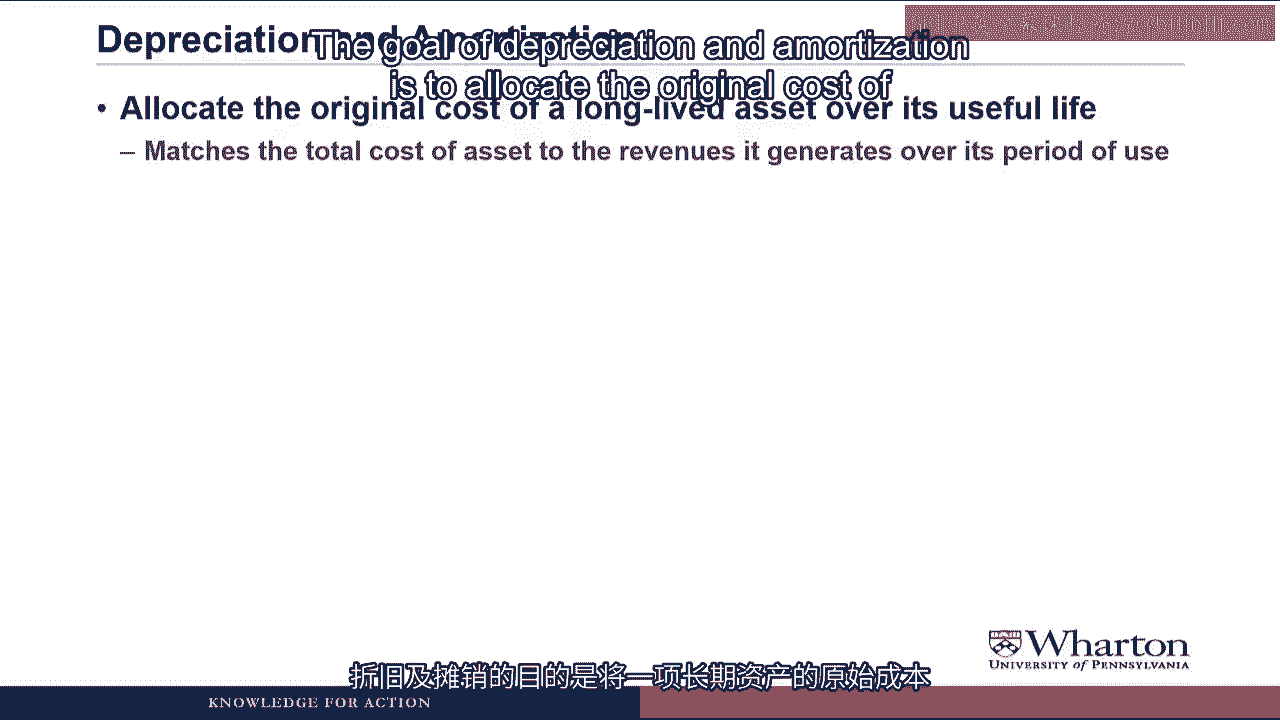 Depreciation and Amortization
The goal of depreciation and amortization
is to allocate the original cost of
• Allocate the original cost of a long-lived asset over its useful life
– Matches the total cost of asset to the revenues it generates over its period of use
Wharton
UNIVERSITY of PENNSYLVANIA
折旧及摊销的目的是将一项长期资产的原始成本
KNOWLEDGE FOR ACTION